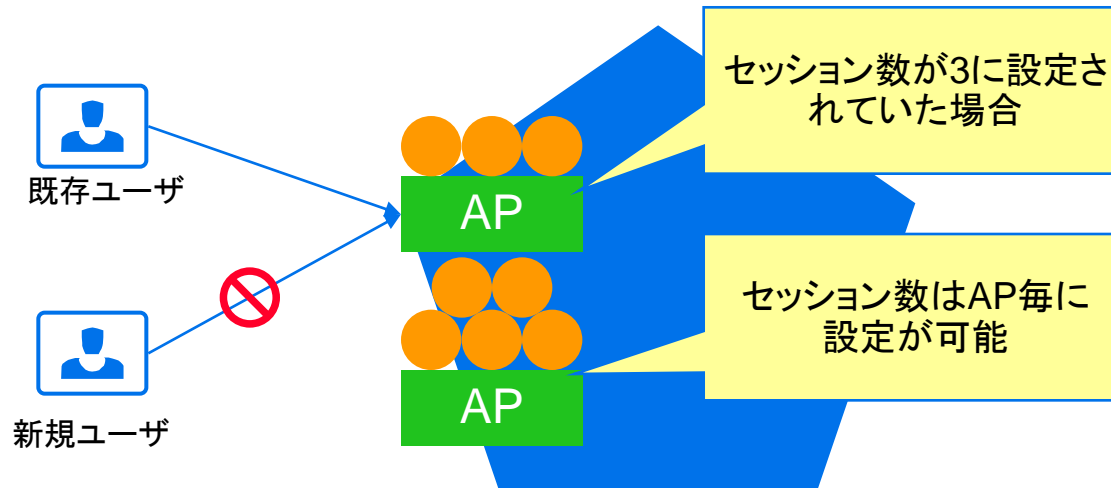 セッション数が3に設定さ
れていた場合
既存ユーザ
AP
セッション数はAP毎に
設定が可能
AP
新規ユーザ